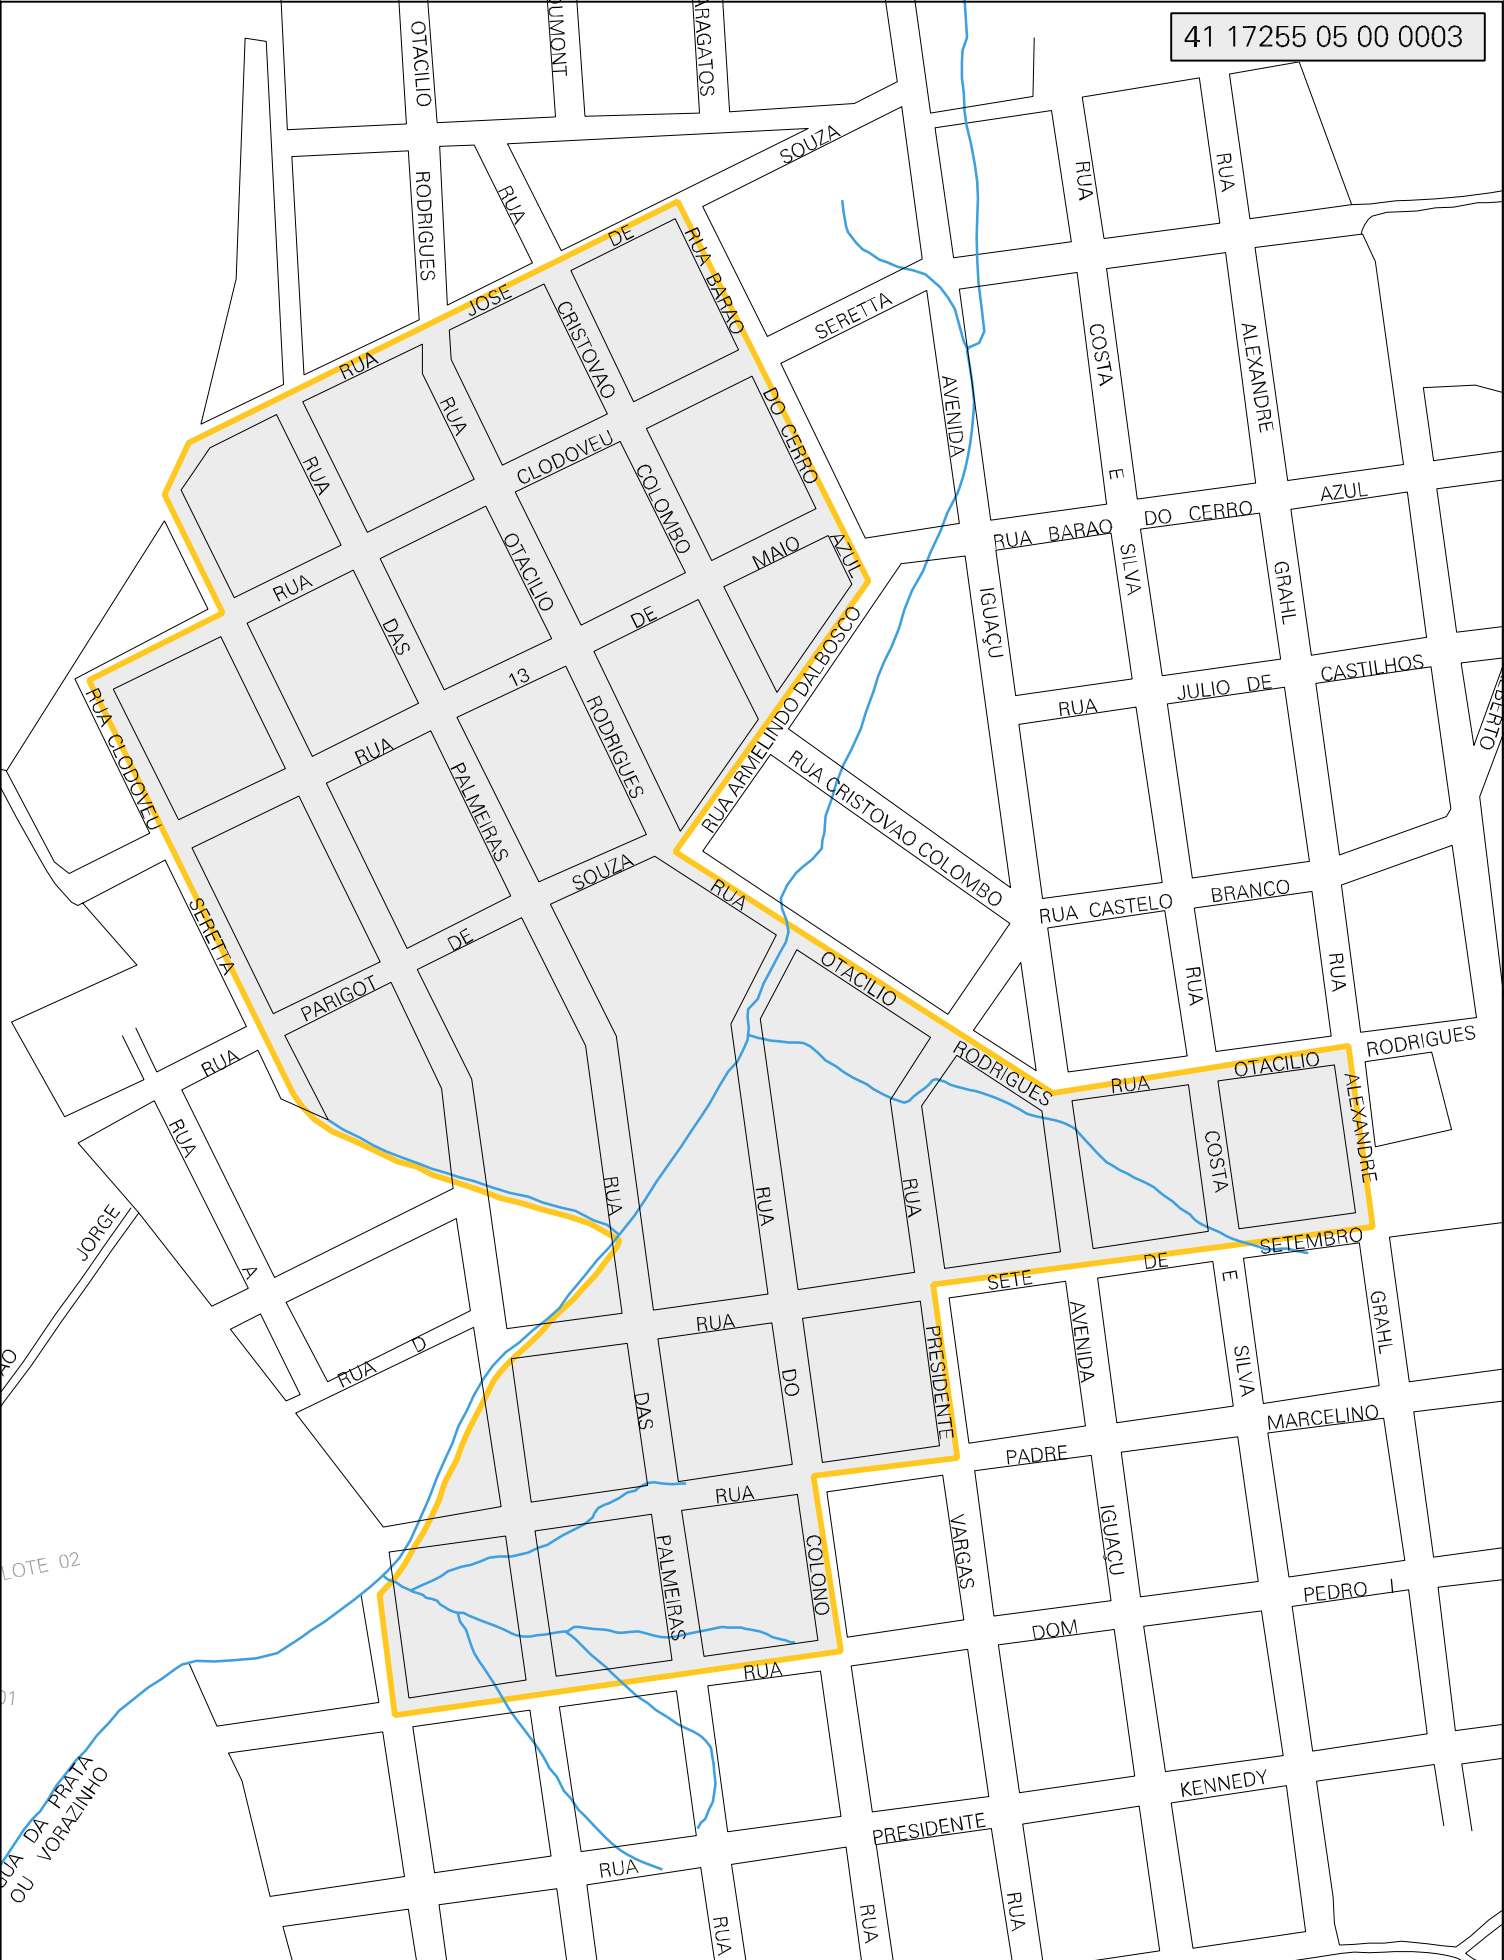 41 17255 05 00 0003
OTACILIO
RODRIGUES
RUA
SOUZA
DE
JOSE
RUA
RUA BARAO
DO CERRO
AZUL
CRISTOVAO
COLOMBO
RUA
OTACILIO
RODRIGUES
RUA
DAS
PALMEIRAS
SERETTA
CLODOVEU
RUA
MAIO
DE
13
RUA
SOUZA
DE
PARIGOT
RUA
RUA CLODOVEU
SERETTA
RUA ARMELINDO DALBOSCO
RUA CRISTOVAO COLOMBO
RUA
OTACILIO
RODRIGUES
RUA
OTACILIO
RODRIGUES
AVENIDA
IGUAÇU
RUA
COSTA
E
SILVA
RUA
ALEXANDRE
GRAHL
RUA BARAO
DO CERRO
AZUL
RUA
JULIO DE
CASTILHOS
RUA CASTELO
BRANCO
RUA
COSTA
E
SILVA
RUA
ALEXANDRE
GRAHL
RUA
A
JORGE
RUA D
RUA
DAS
PALMEIRAS
RUA
DO
COLONO
RUA
PRESIDENTE
VARGAS
RUA
SETE
DE
SETEMBRO
AVENIDA
IGUAÇU
RUA
PADRE
MARCELINO
RUA
DOM
PEDRO I
RUA
PRESIDENTE
KENNEDY
RUA
RUA
RUA
LOTE 02
DA PRATA
OU VORAZINHO